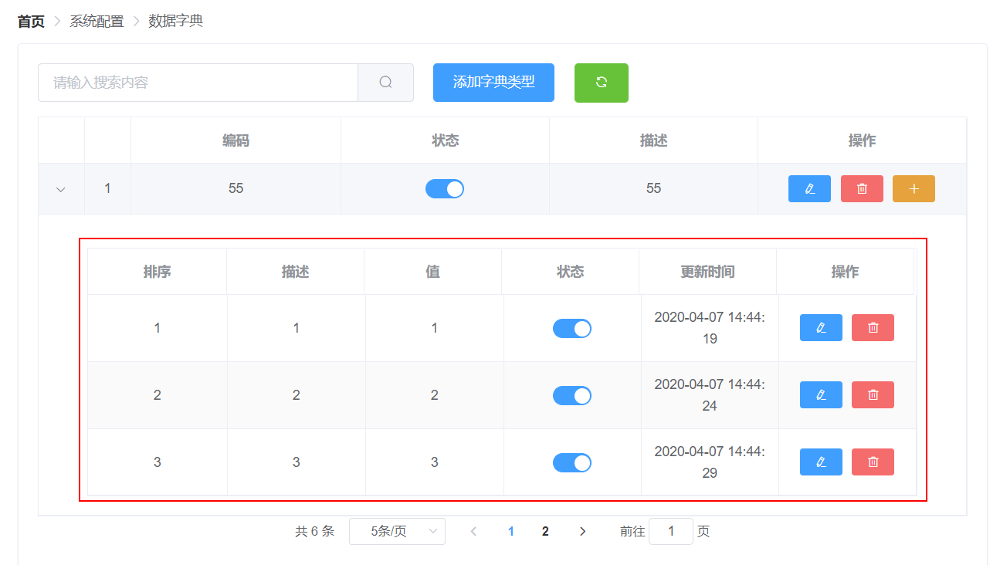 首页 系统配置 数据字典
请输入搜索内容 添加字典类型
编码 状态 描述 操作
1 55 55
排序 描述 值 状态 更新时间 操作
1 1 1 2020-04-07 14:44:
19
2 2 2 2020-04-07 14:44:
24
3 3 3 2020-04-07 14:44:
29
共 6 条 5条/页 1 2 前往 1 页